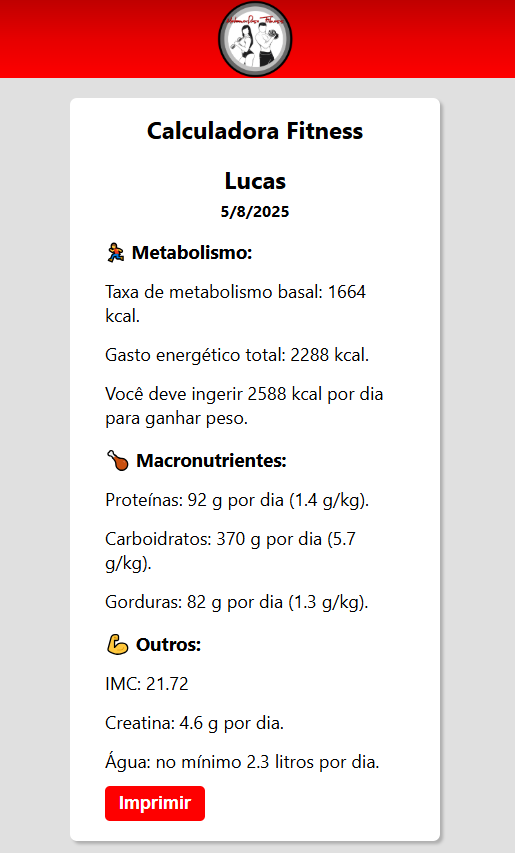 Calculadora Fitness
Lucas
5/8/2025
Metabolismo:
Taxa de metabolismo basal: 1664
kcal.
Gasto energético total: 2288 kcal.
Você deve ingerir 2588 kcal por dia
para ganhar peso.
Macronutrientes:
Proteínas: 92 g por dia (1.4 g/kg).
Carboidratos: 370 g por dia (5.7
g/kg).
Gorduras: 82 g por dia (1.3 g/kg).
Outros:
IMC: 21.72
Creatina: 4.6 g por dia.
Água: no mínimo 2.3 litros por dia.
Imprimir